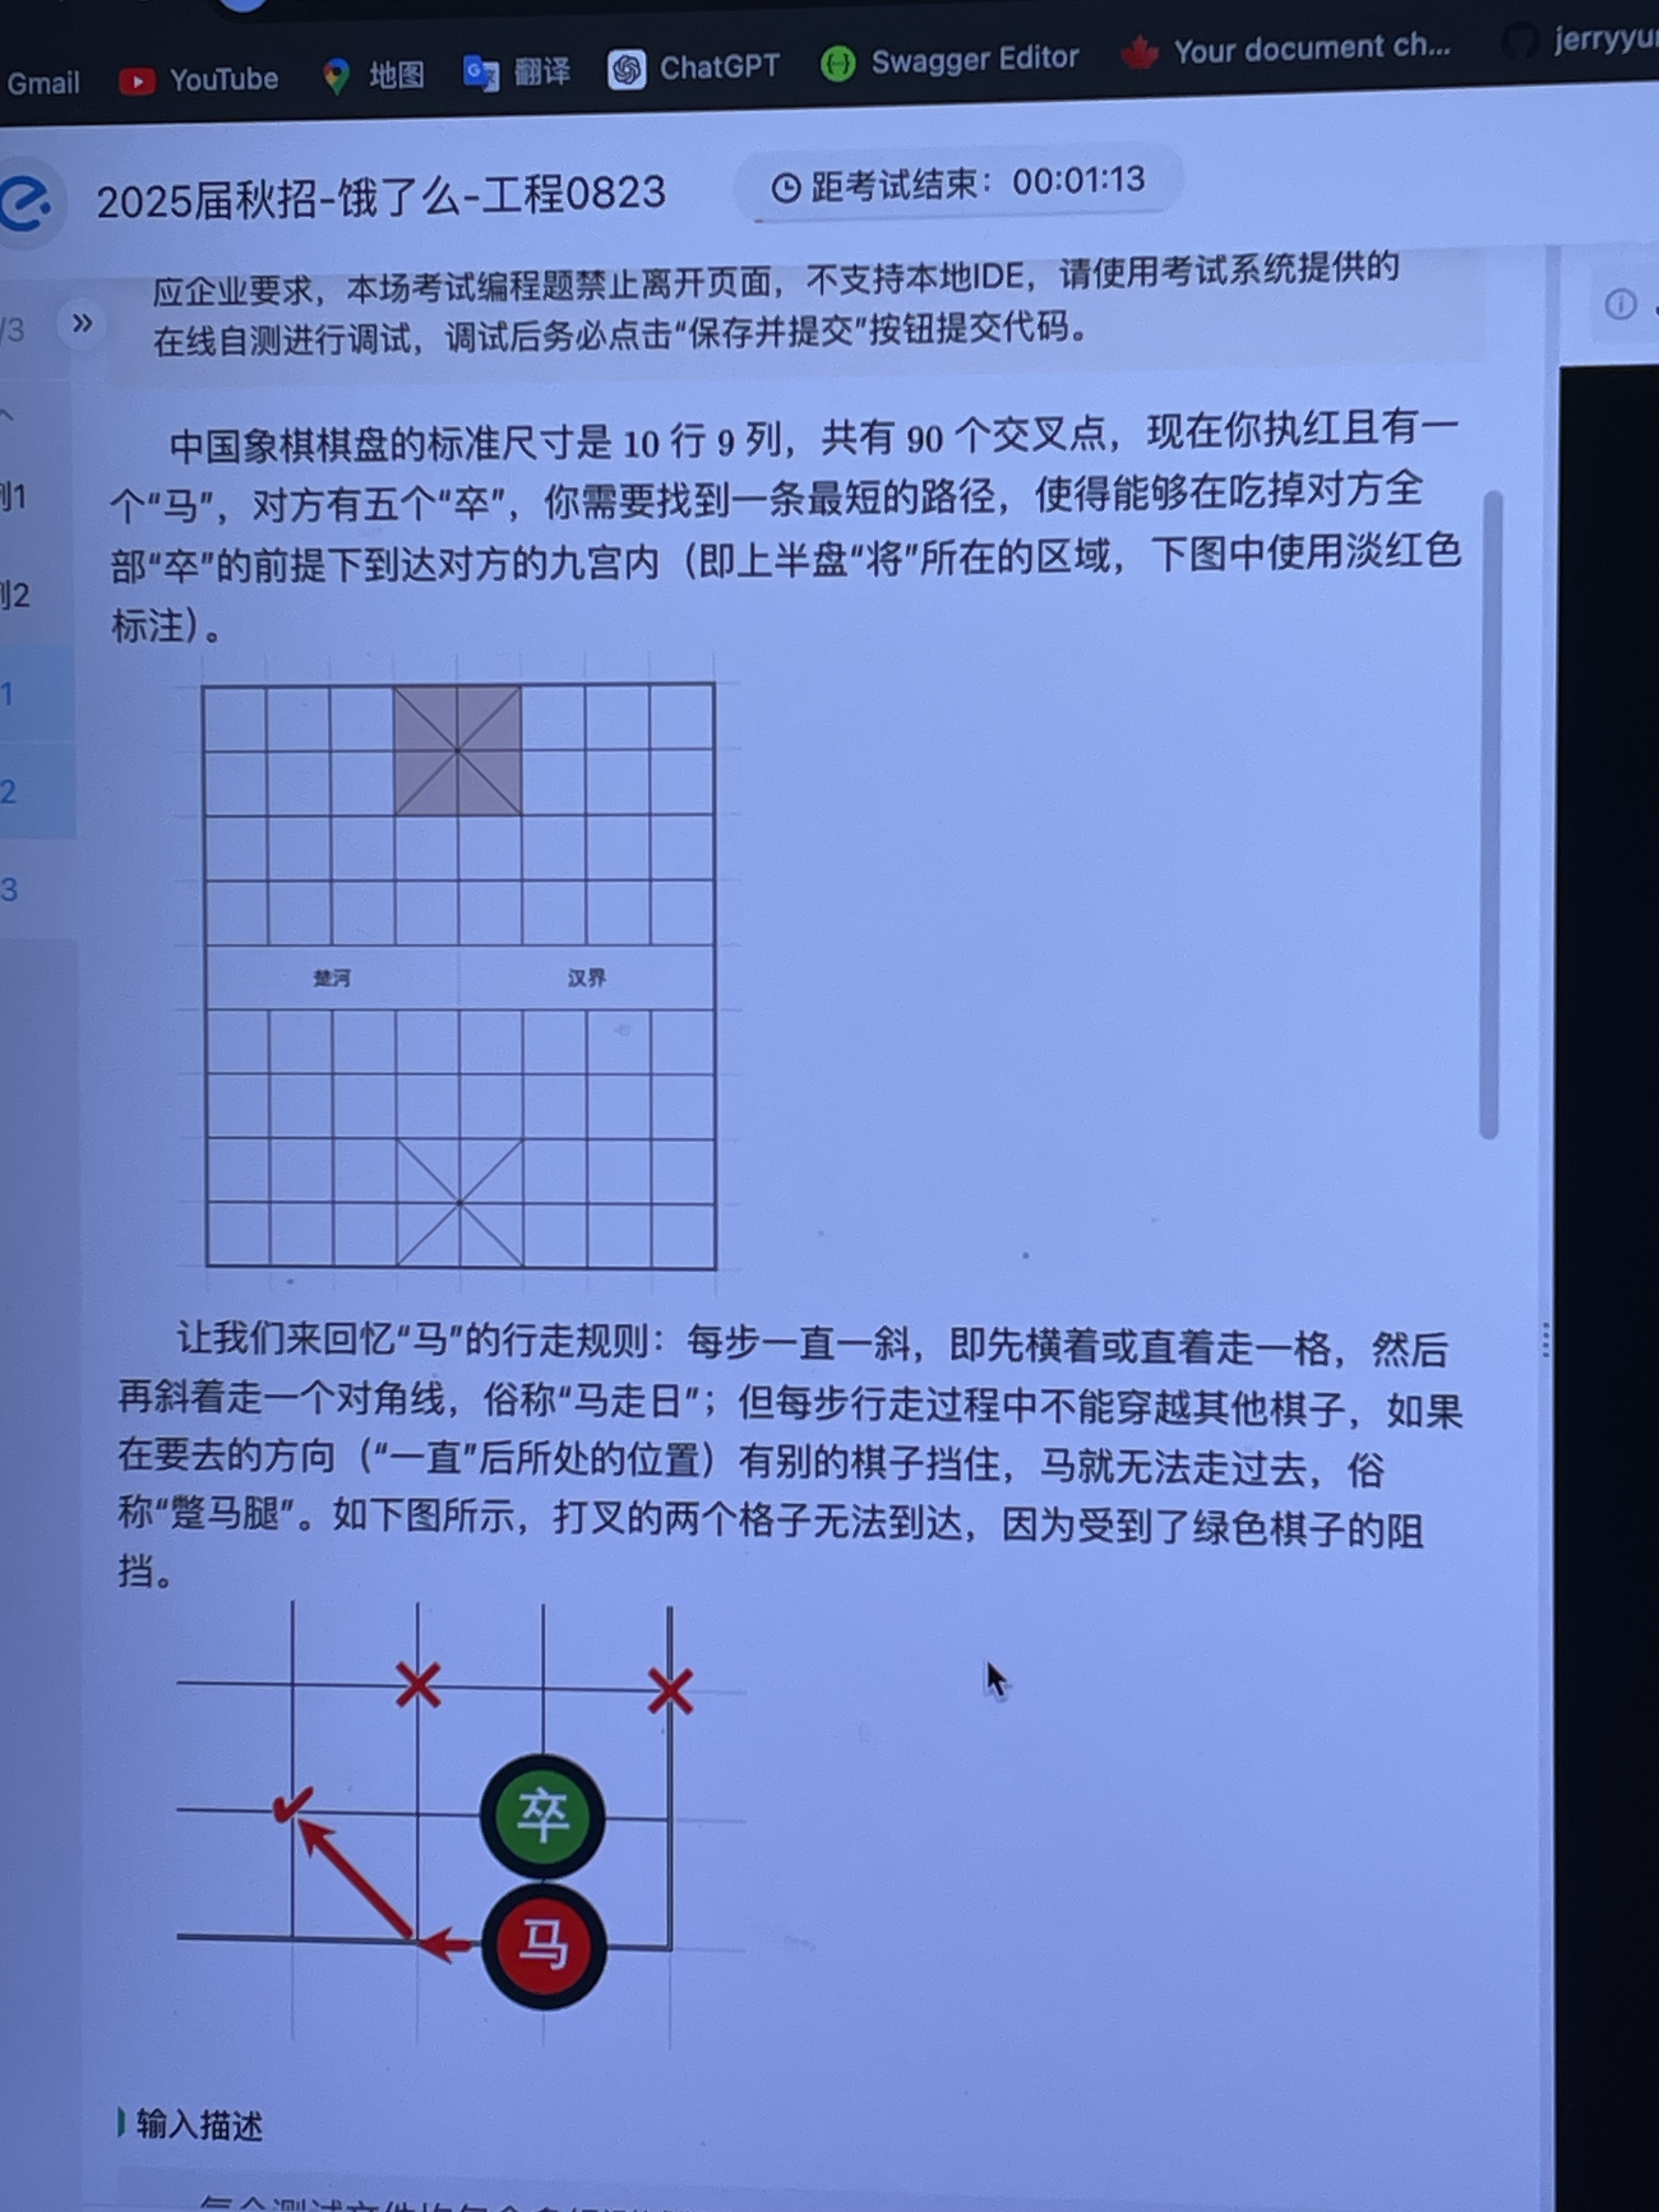 Gmail YouTube 地图 翻译 ChatGPT Swagger Editor Your document ch...
2025届秋招-饿了么-工程0823 距考试结束：00:01:13
应企业要求，本场考试编程题禁止离开页面，不支持本地IDE，请使用考试系统提供的
/3 »
在线自测进行调试，调试后务必点击“保存并提交”按钮提交代码。
中国象棋棋盘的标准尺寸是 10 行 9 列，共有 90 个交叉点，现在你执红且有一
个“马”，对方有五个“卒”，你需要找到一条最短的路径，使得能够在吃掉对方全
部“卒”的前提下到达对方的九宫内（即上半盘“将”所在的区域，下图中使用淡红色
标注）。
列1
列2
1
2
3
楚河 汉界
让我们来回忆“马”的行走规则：每步一直一斜，即先横着或直着走一格，然后
再斜着走一个对角线，俗称“马走日”；但每步行走过程中不能穿越其他棋子，如果
在要去的方向（“一直”后所处的位置）有别的棋子挡住，马就无法走过去，俗
称“蹩马腿”。如下图所示，打叉的两个格子无法到达，因为受到了绿色棋子的阻
挡。
卒
马
输入描述